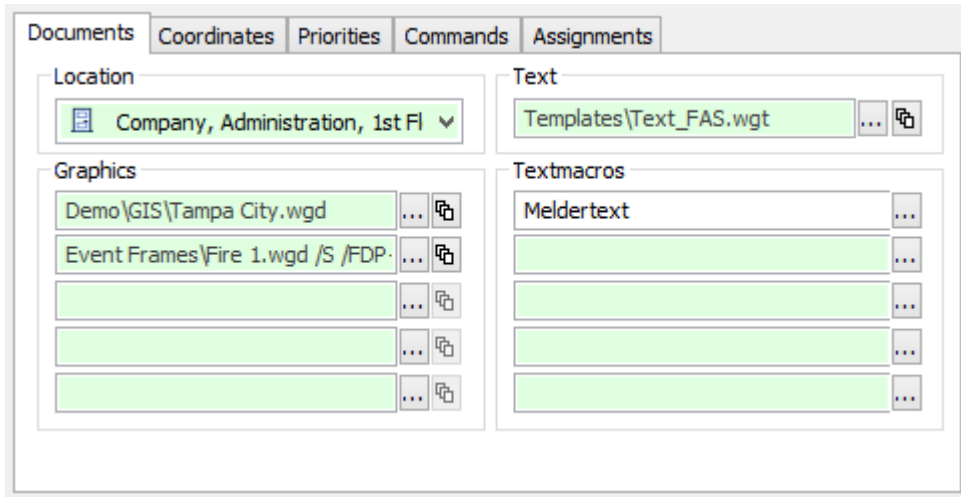 Documents Coordinates Priorities Commands Assignments
Location
Company, Administration, 1st Fl
Text
Templates\Text_FAS.wgt ...
Graphics
Demo\GIS\Tampa City.wgd ...
Event Frames\Fire 1.wgd /S /FDP- ...
...
...
...
Textmacros
Meldertext ...
...
...
...
...